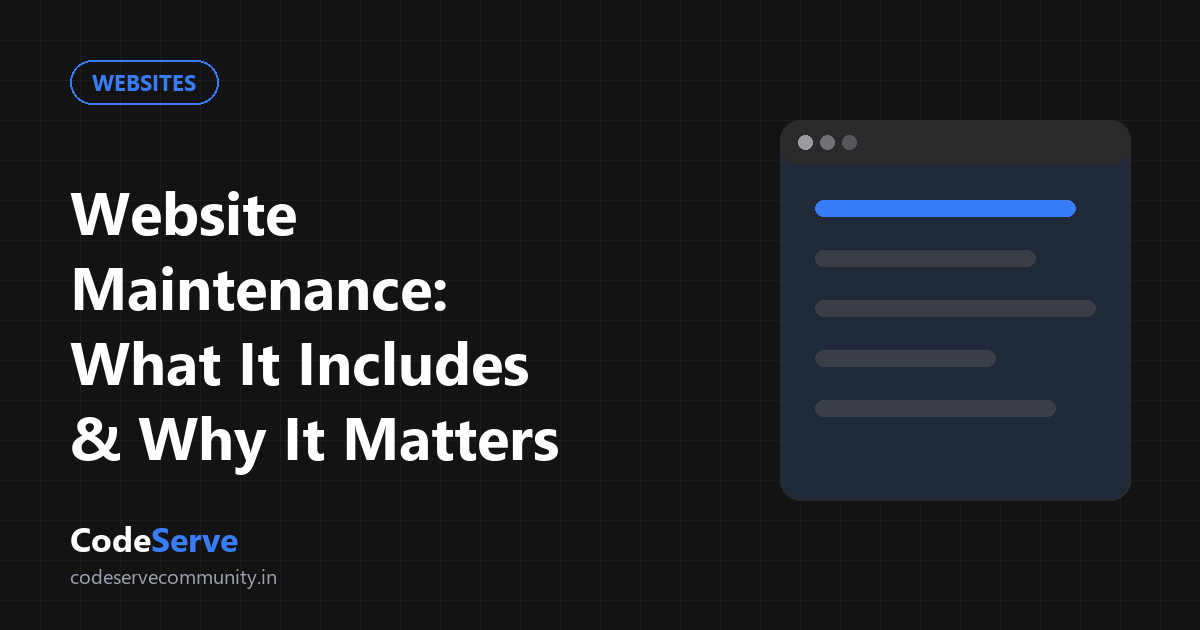 WEBSITES
Website
Maintenance:
What It Includes
& Why It Matters
CodeServe
codeservecommunity.in